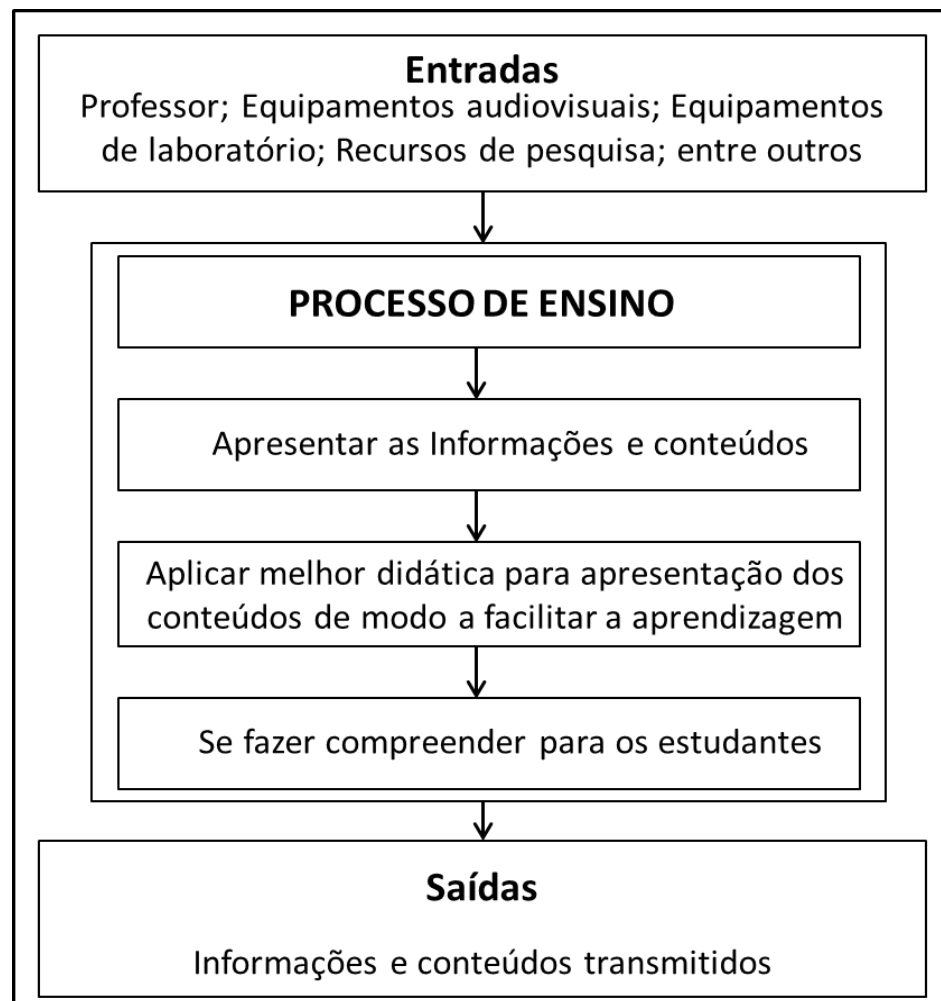 Entradas
Professor; Equipamentos audiovisuais; Equipamentos
de laboratório; Recursos de pesquisa; entre outros
PROCESSO DE ENSINO
Apresentar as Informações e conteúdos
Aplicar melhor didática para apresentação dos
conteúdos de modo a facilitar a aprendizagem
Se fazer compreender para os estudantes
Saídas
Informações e conteúdos transmitidos